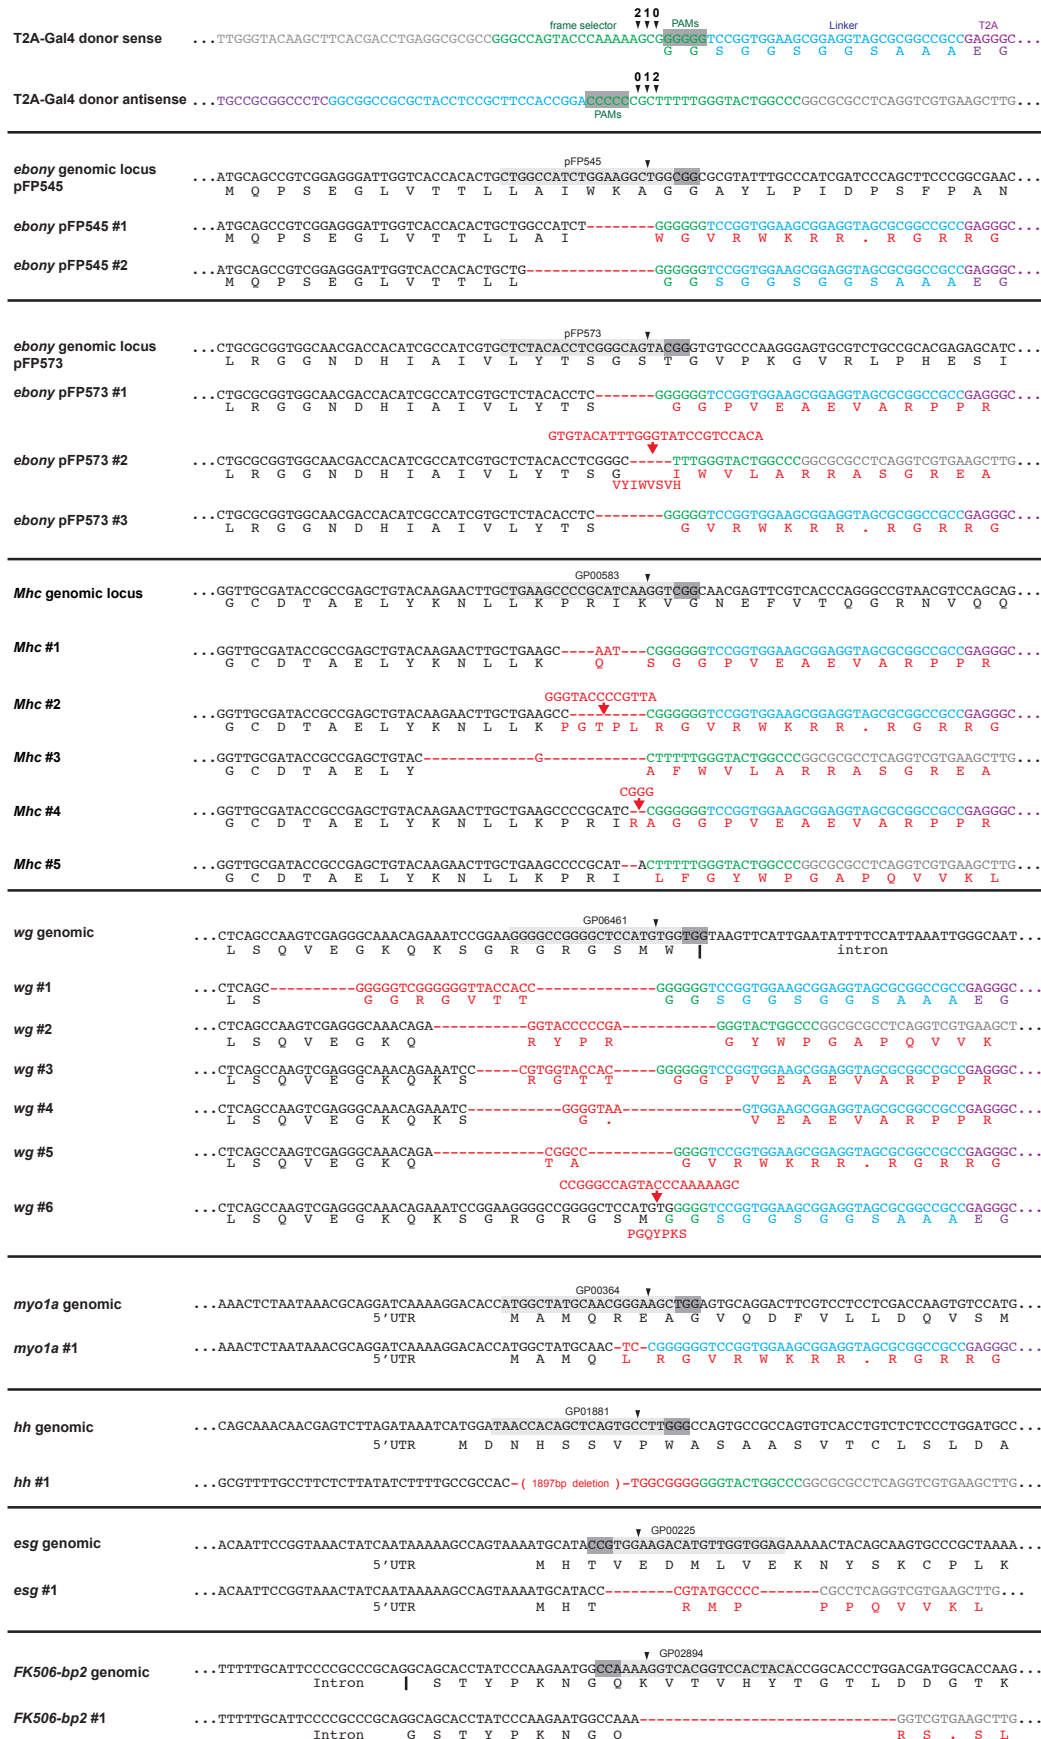 2 1 0
frame selector PAMs Linker T2A
T2A-Gal4 donor sense ...TTGGGTACAAGCTTCACGACCTGAGGCGCGCCGGGCCAGTACCCAAAAAGCGGGGGGTCCGGTGGAAGCGGAGGTAGCGCGGCCGCCGAGGGC...
G G S G G S G G S A A A E G
0 1 2
T2A-Gal4 donor antisense ...TGCCGCGGCCCTCGGCGGCCGCGCTACCTCCGCTTCCACCGGACCCCCCGCTTTTTGGGTACTGGCCCGGCGCGCCTCAGGTCGTGAAGCTTG...
PAMs
pFP545
ebony genomic locus ...ATGCAGCCGTCGGAGGGATTGGTCACCACACTGCTGGCCATCTGGAAGGCTGGCGGCGCGTATTTGCCCATCGATCCCAGCTTCCCGGCGAAC...
pFP545 M Q P S E G L V T T L L A I W K A G G A Y L P I D P S F P A N
ebony pFP545 #1 ...ATGCAGCCGTCGGAGGGATTGGTCACCACACTGCTGGCCATCT--------GGGGGGTCCGGTGGAAGCGGAGGTAGCGCGGCCGCCGAGGGC...
M Q P S E G L V T T L L A I W G V R W K R R . R G R R G
ebony pFP545 #2 ...ATGCAGCCGTCGGAGGGATTGGTCACCACACTGCTG---------------GGGGGGTCCGGTGGAAGCGGAGGTAGCGCGGCCGCCGAGGGC...
M Q P S E G L V T T L L G G S G G S G G S A A A E G
pFP573
ebony genomic locus ...CTGCGCGGTGGCAACGACCACATCGCCATCGTGCTCTACACCTCGGGCAGTACGGGTGTGCCCAAGGGAGTGCGTCTGCCGCACGAGAGCATC...
pFP573 L R G G N D H I A I V L Y T S G S T G V P K G V R L P H E S I
ebony pFP573 #1 ...CTGCGCGGTGGCAACGACCACATCGCCATCGTGCTCTACACCTC-------GGGGGGTCCGGTGGAAGCGGAGGTAGCGCGGCCGCCGAGGGC...
L R G G N D H I A I V L Y T S G G P V E A E V A R P P R
GTGTACATTTGGGTATCCGTCCACA
ebony pFP573 #2 ...CTGCGCGGTGGCAACGACCACATCGCCATCGTGCTCTACACCTCGGGC-----TTTGGGTACTGGCCCGGCGCGCCTCAGGTCGTGAAGCTTG...
L R G G N D H I A I V L Y T S G I W V L A R R A S G R E A
VYIWVSVH
ebony pFP573 #3 ...CTGCGCGGTGGCAACGACCACATCGCCATCGTGCTCTACACCTC--------GGGGGTCCGGTGGAAGCGGAGGTAGCGCGGCCGCCGAGGGC...
L R G G N D H I A I V L Y T S G V R W K R R . R G R R G
GP00583
Mhc genomic locus ...GGTTGCGATACCGCCGAGCTGTACAAGAACTTGCTGAAGCCCCGCATCAAGGTCGGCAACGAGTTCGTCACCCAGGGCCGTAACGTCCAGCAG...
G C D T A E L Y K N L L K P R I K V G N E F V T Q G R N V Q Q
Mhc #1 ...GGTTGCGATACCGCCGAGCTGTACAAGAACTTGCTGAAGC----AAT---CGGGGGGTCCGGTGGAAGCGGAGGTAGCGCGGCCGCCGAGGGC...
G C D T A E L Y K N L L K Q S G G P V E A E V A R P P R
GGGTACCCCGTTA
Mhc #2 ...GGTTGCGATACCGCCGAGCTGTACAAGAACTTGCTGAAGCC---------CGGGGGGTCCGGTGGAAGCGGAGGTAGCGCGGCCGCCGAGGGC...
G C D T A E L Y K N L L K P G T P L R G V R W K R R . R G R R G
Mhc #3 ...GGTTGCGATACCGCCGAGCTGTAC-------------G------------CTTTTTGGGTACTGGCCCGGCGCGCCTCAGGTCGTGAAGCTTG...
G C D T A E L Y A F W V L A R R A S G R E A
CGGG
Mhc #4 ...GGTTGCGATACCGCCGAGCTGTACAAGAACTTGCTGAAGCCCCGCATC--CGGGGGGTCCGGTGGAAGCGGAGGTAGCGCGGCCGCCGAGGGC...
G C D T A E L Y K N L L K P R I R A G G P V E A E V A R P P R
Mhc #5 ...GGTTGCGATACCGCCGAGCTGTACAAGAACTTGCTGAAGCCCCGCAT--ACTTTTTGGGTACTGGCCCGGCGCGCCTCAGGTCGTGAAGCTTG...
G C D T A E L Y K N L L K P R I L F G Y W P G A P Q V V K L
GP06461
wg genomic ...CTCAGCCAAGTCGAGGGCAAACAGAAATCCGGAAGGGGCCGGGGCTCCATGTGGTGGTAAGTTCATTGAATATTTTCCATTAAATTGGGCAAT...
L S Q V E G K Q K S G R G R G S M W | intron
wg #1 ...CTCAGC----------GGGGGTCGGGGGGTTACCACC-------------GGGGGGTCCGGTGGAAGCGGAGGTAGCGCGGCCGCCGAGGGC...
L S G G R G V T T G G S G G S G G S A A A E G
wg #2 ...CTCAGCCAAGTCGAGGGCAAACAGA-----------GGTACCCCCGA-----------GGGTACTGGCCCGGCGCGCCTCAGGTCGTGAAGCT...
L S Q V E G K Q R Y P R G Y W P G A P Q V V K
wg #3 ...CTCAGCCAAGTCGAGGGCAAACAGAAATCC-----CGTGGTACCAC-----GGGGGGTCCGGTGGAAGCGGAGGTAGCGCGGCCGCCGAGGGC...
L S Q V E G K Q K S R G T T G G P V E A E V A R P P R
wg #4 ...CTCAGCCAAGTCGAGGGCAAACAGAAATC-----------GGGGTAA--------------GTGGAAGCGGAGGTAGCGCGGCCGCCGAGGGC...
L S Q V E G K Q K S G . V E A E V A R P P R
wg #5 ...CTCAGCCAAGTCGAGGGCAAACAGA-------------CGGCC----------GGGGTCCGGTGGAAGCGGAGGTAGCGCGGCCGCCGAGGGC...
L S Q V E G K Q T A G V R W K R R . R G R R G
CCGGGCCAGTACCCAAAAAGC
wg #6 ...CTCAGCCAAGTCGAGGGCAAACAGAAATCCGGAAGGGGCCGGGGCTCCATGTGGGGGTCCGGTGGAAGCGGAGGTAGCGCGGCCGCCGAGGGC...
L S Q V E G K Q K S G R G R G S M G G S G G S G G S A A A E G
PGQYPKS
GP00364
myo1a genomic ...AAACTCTAATAAACGCAGGATCAAAAGGACACCATGGCTATGCAACGGGAAGCTGGAGTGCAGGACTTCGTCCTCCTCGACCAAGTGTCCATG...
5'UTR M A M Q R E A G V Q D F V L L D Q V S M
myo1a #1 ...AAACTCTAATAAACGCAGGATCAAAAGGACACCATGGCTATGCAAC-TC-CGGGGGGTCCGGTGGAAGCGGAGGTAGCGCGGCCGCCGAGGGC...
5'UTR M A M Q L R G V R W K R R . R G R R G
GP01881
hh genomic ...CAGCAAACAACGAGTCTTAGATAAATCATGGATAACCACAGCTCAGTGCCTTGGGCCAGTGCCGCCAGTGTCACCTGTCTCTCCCTGGATGCC...
5'UTR M D N H S S V P W A S A A S V T C L S L D A
hh #1 ...GCGTTTTGCCTTCTCTTATATCTTTTGCCGCCAC-( 1897bp deletion )-TGGCGGGGGGGTACTGGCCCGGCGCGCCTCAGGTCGTGAAGCTTG...
GP00225
esg genomic ...ACAATTCCGGTAAACTATCAATAAAAAGCCAGTAAAATGCATACCGTGGAAGACATGTTGGTGGAGAAAAACTACAGCAAGTGCCCGCTAAAA...
5'UTR M H T V E D M L V E K N Y S K C P L K
esg #1 ...ACAATTCCGGTAAACTATCAATAAAAAGCCAGTAAAATGCATACC--------CGTATGCCCC-------CGCCTCAGGTCGTGAAGCTTG...
5'UTR M H T R M P P P Q V V K L
GP02894
FK506-bp2 genomic ...TTTTTGCATTCCCCGCCCGCAGGCAGCACCTATCCCAAGAATGGCCAAAAGGTCACGGTCCACTACACCGGCACCCTGGACGATGGCACCAAG...
Intron | S T Y P K N G Q K V T V H Y T G T L D D G T K
FK506-bp2 #1 ...TTTTTGCATTCCCCGCCCGCAGGCAGCACCTATCCCAAGAATGGCCAAA------------------------------GGTCGTGAAGCTTG...
Intron G S T Y P K N G Q R S . S L